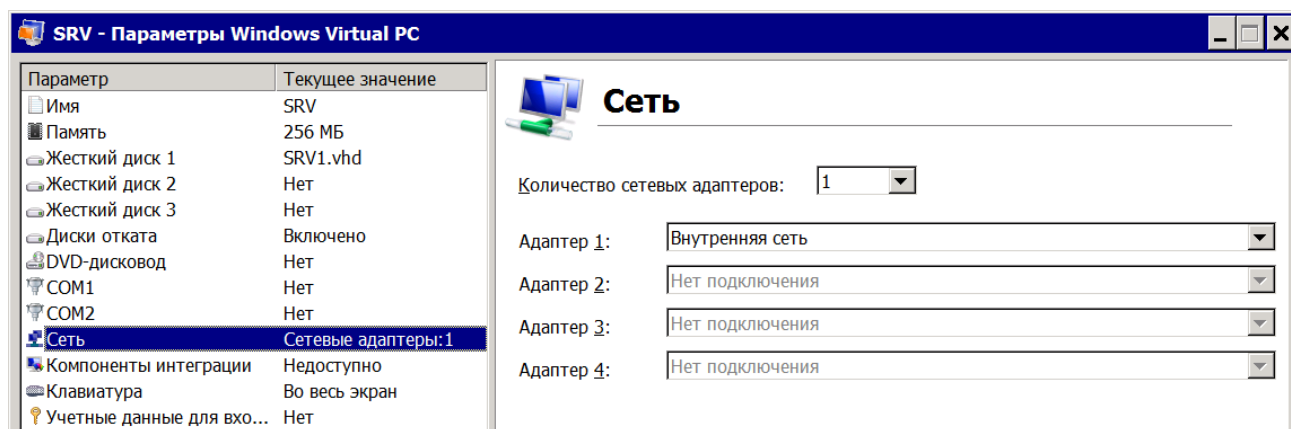 SRV - Параметры Windows Virtual PC
Параметр Текущее значение
Имя SRV
Память 256 МБ
Жесткий диск 1 SRV1.vhd
Жесткий диск 2 Нет
Жесткий диск 3 Нет
Диски отката Включено
DVD-дисковод Нет
COM1 Нет
COM2 Нет
Сеть Сетевые адаптеры:1
Компоненты интеграции Недоступно
Клавиатура Во весь экран
Учетные данные для вхо... Нет
Сеть
Количество сетевых адаптеров: 1
Адаптер 1: Внутренняя сеть
Адаптер 2: Нет подключения
Адаптер 3: Нет подключения
Адаптер 4: Нет подключения